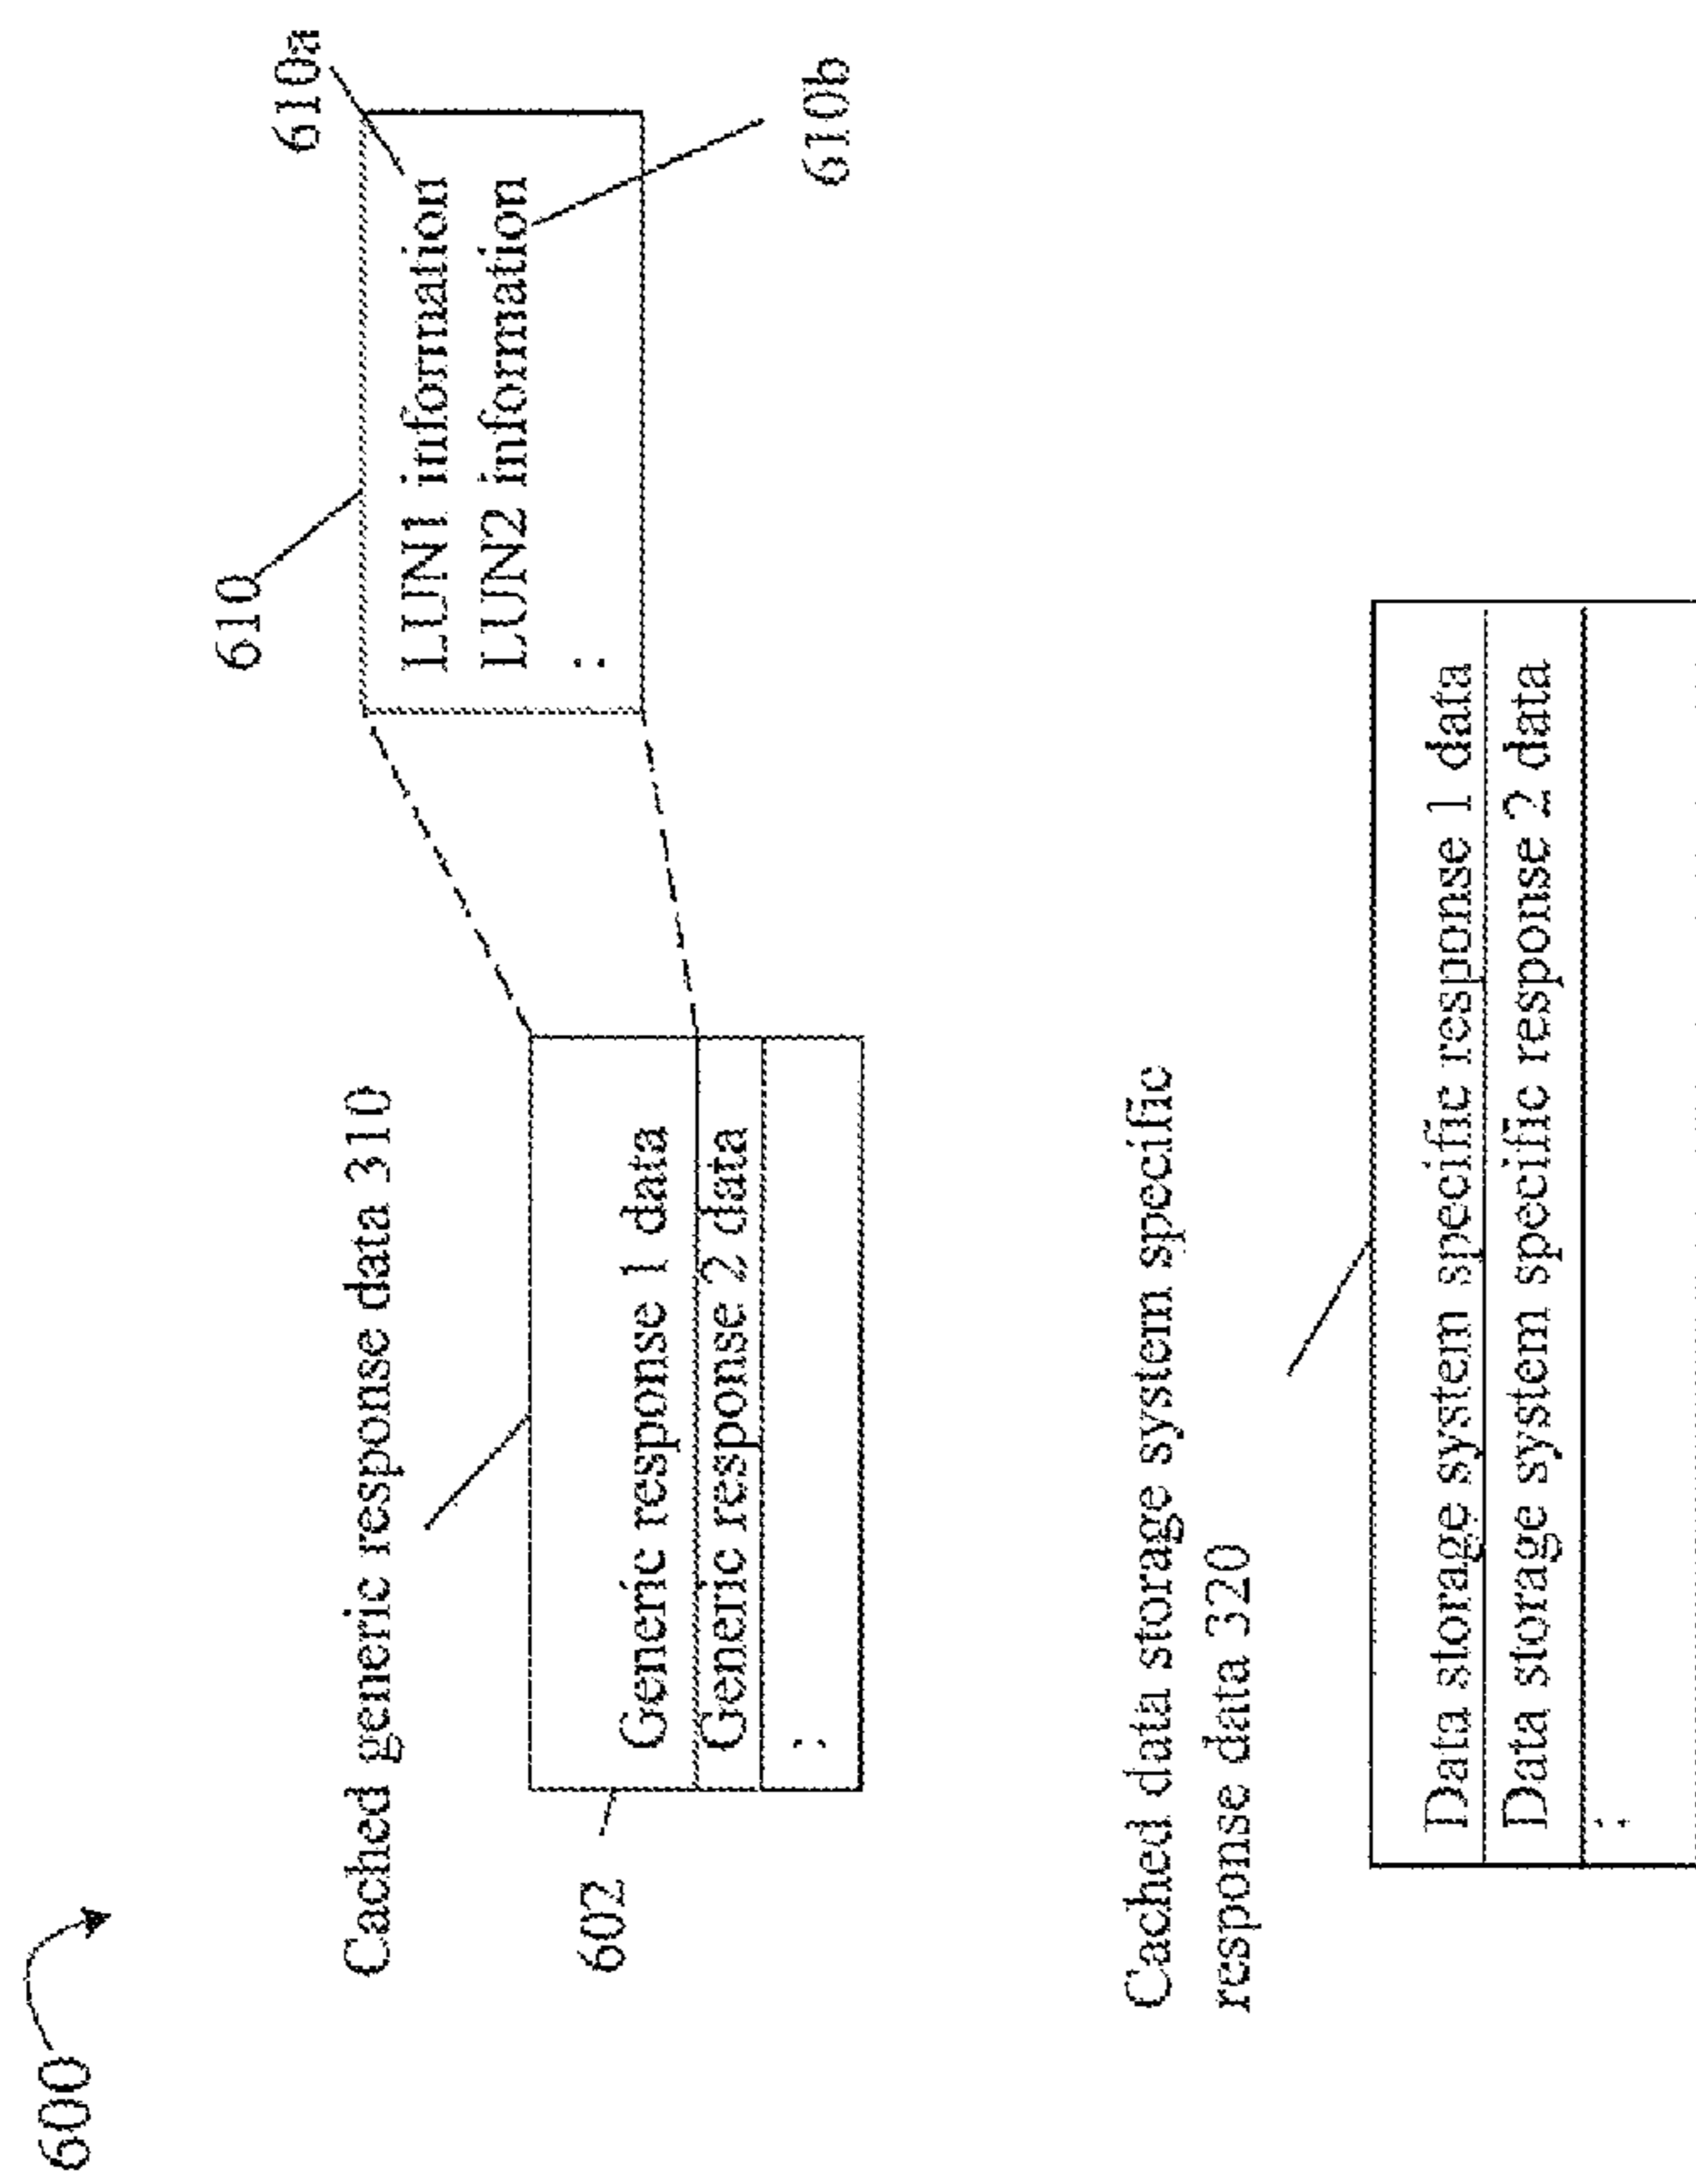 600
Cached generic response data 310
602
Generic response 1 data
Generic response 2 data
:
610
610a
LUN1 information
LUN2 information
:
610b
Cached data storage system specific
response data 320
Data storage system specific response 1 data
Data storage system specific response 2 data
: